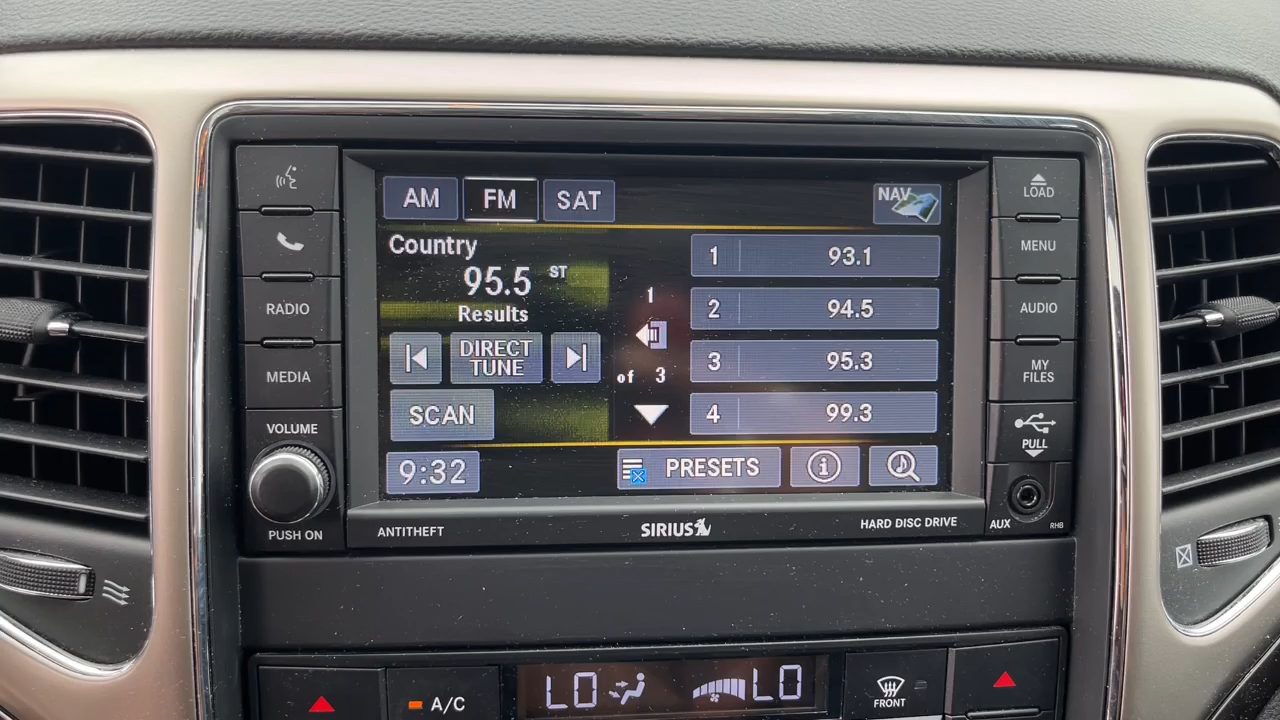 AM FM SAT NAV
LOAD
Country
95.5 ST
Results
DIRECT
TUNE
SCAN
9:32
1
of 3
1 93.1
2 94.5
3 95.3
4 99.3
PRESETS
i
RADIO
MEDIA
VOLUME
PUSH ON
MENU
AUDIO
MY
FILES
PULL
AUX RHB
ANTITHEFT
SIRIUS
HARD DISC DRIVE
A/C
LO
LO
FRONT